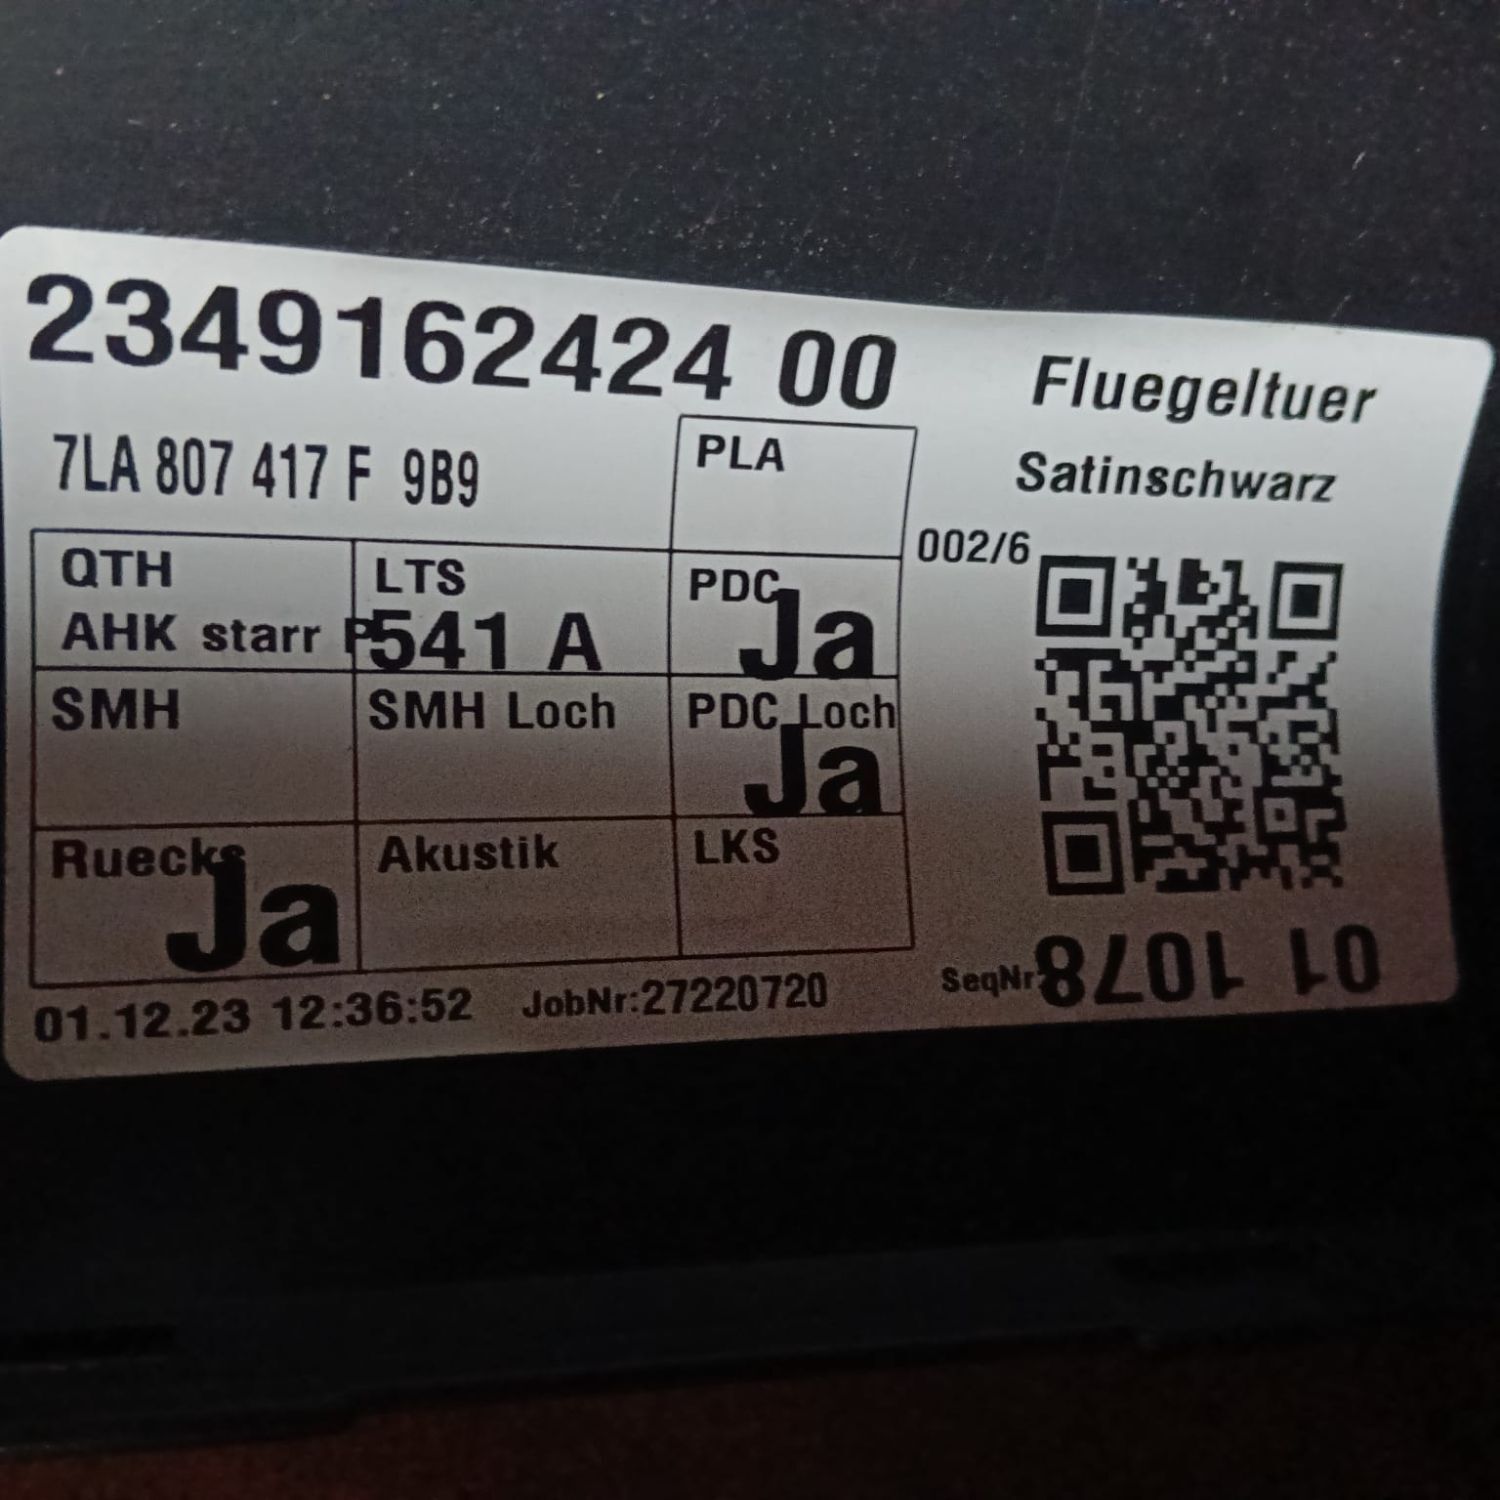 2349162424 00
Fluegeltuer
7LA 807 417 F 9B9
PLA
Satinschwarz
002/6
QTH
AHK starr P
LTS
541 A
PDC
Ja
SMH
SMH Loch
PDC Loch
Ja
Ruecks
Ja
Akustik
LKS
01.12.23 12:36:52
JobNr:27220720
SeqNr
01 1078